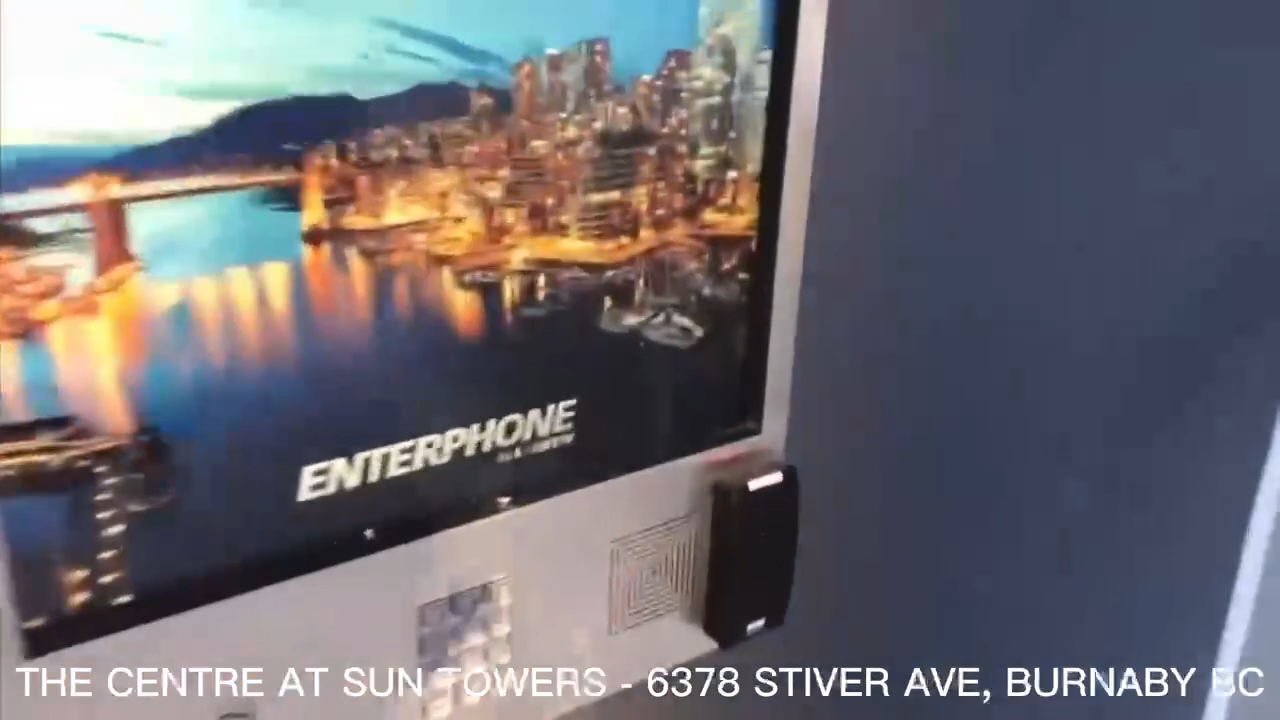 ENTERPHONE
THE CENTRE AT SUN TOWERS - 6378 STIVER AVE, BURNABY BC